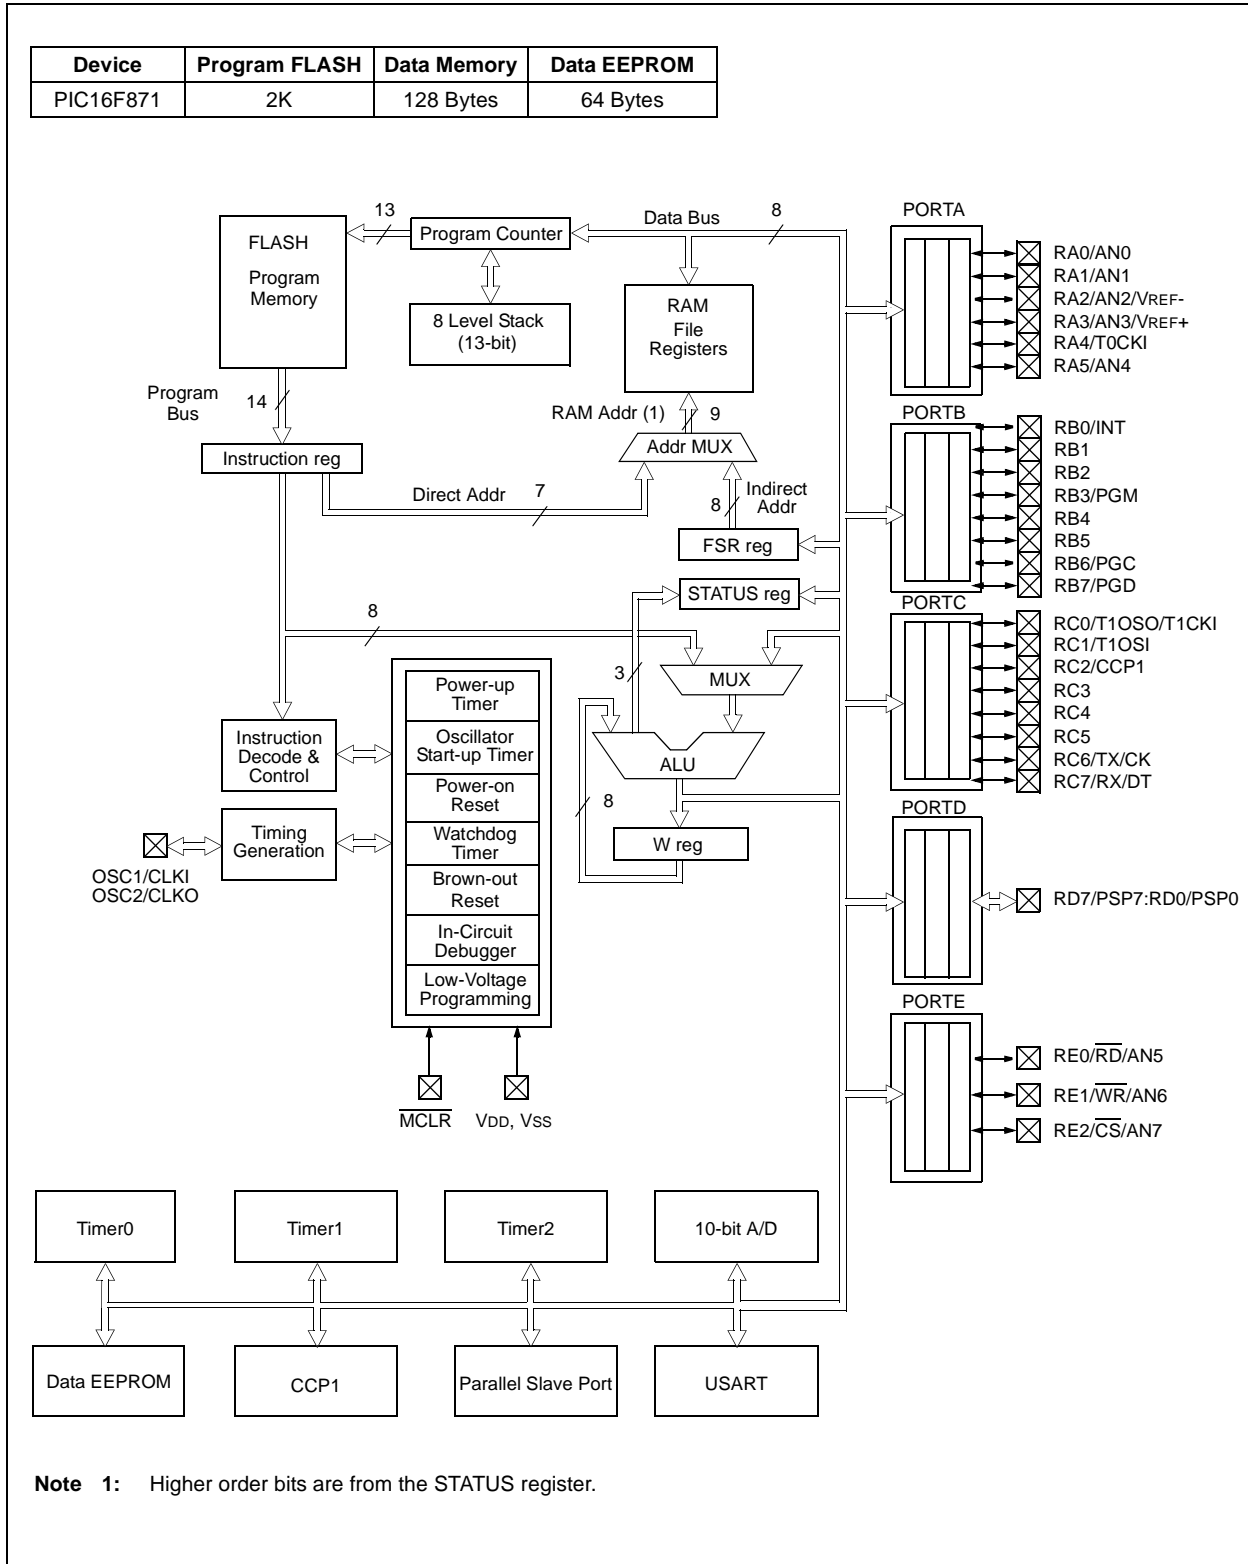 Device Program FLASH Data Memory Data EEPROM
PIC16F871 2K 128 Bytes 64 Bytes
FLASH
Program
Memory
13
Program Counter
8 Level Stack
(13-bit)
Data Bus
8
RAM
File
Registers
Program
Bus
14
RAM Addr (1)
9
Addr MUX
Instruction reg
Direct Addr
7
8
Indirect
Addr
FSR reg
STATUS reg
8
3
MUX
ALU
8
W reg
Instruction
Decode &
Control
Timing
Generation
OSC1/CLKI
OSC2/CLKO
Power-up
Timer
Oscillator
Start-up Timer
Power-on
Reset
Watchdog
Timer
Brown-out
Reset
In-Circuit
Debugger
Low-Voltage
Programming
MCLR
VDD, VSS
PORTA
RA0/AN0
RA1/AN1
RA2/AN2/VREF-
RA3/AN3/VREF+
RA4/T0CKI
RA5/AN4
PORTB
RB0/INT
RB1
RB2
RB3/PGM
RB4
RB5
RB6/PGC
RB7/PGD
PORTC
RC0/T1OSO/T1CKI
RC1/T1OSI
RC2/CCP1
RC3
RC4
RC5
RC6/TX/CK
RC7/RX/DT
PORTD
RD7/PSP7:RD0/PSP0
PORTE
RE0/RD/AN5
RE1/WR/AN6
RE2/CS/AN7
Timer0
Timer1
Timer2
10-bit A/D
Data EEPROM
CCP1
Parallel Slave Port
USART
Note 1: Higher order bits are from the STATUS register.